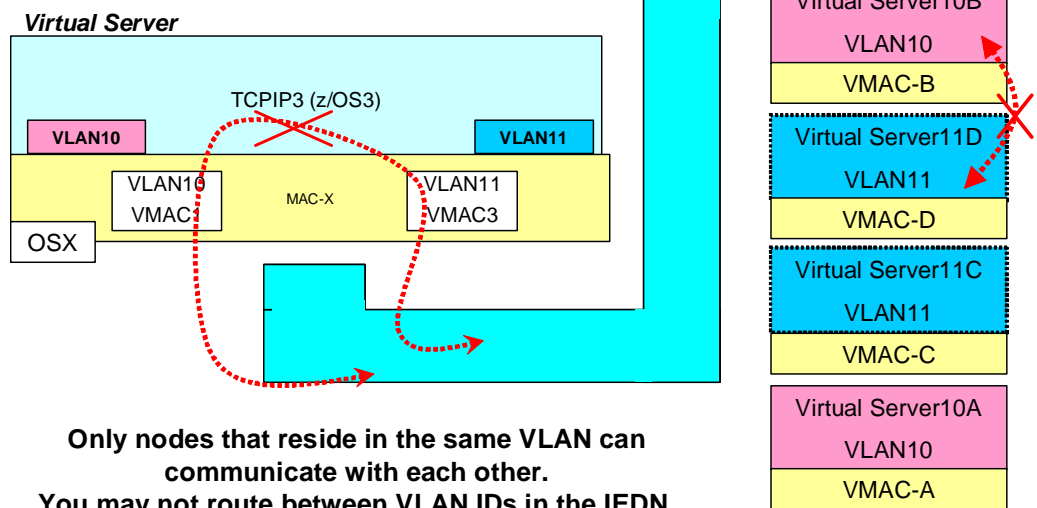 Virtual Server
TCPIP3 (z/OS3)
VLAN10
VLAN11
VLAN10
VMAC1
MAC-X
VLAN11
VMAC3
OSX
Only nodes that reside in the same VLAN can
communicate with each other.
You may not route between VLAN IDs in the IEDN
Virtual Server10B
VLAN10
VMAC-B
Virtual Server11D
VLAN11
VMAC-D
Virtual Server11C
VLAN11
VMAC-C
Virtual Server10A
VLAN10
VMAC-A